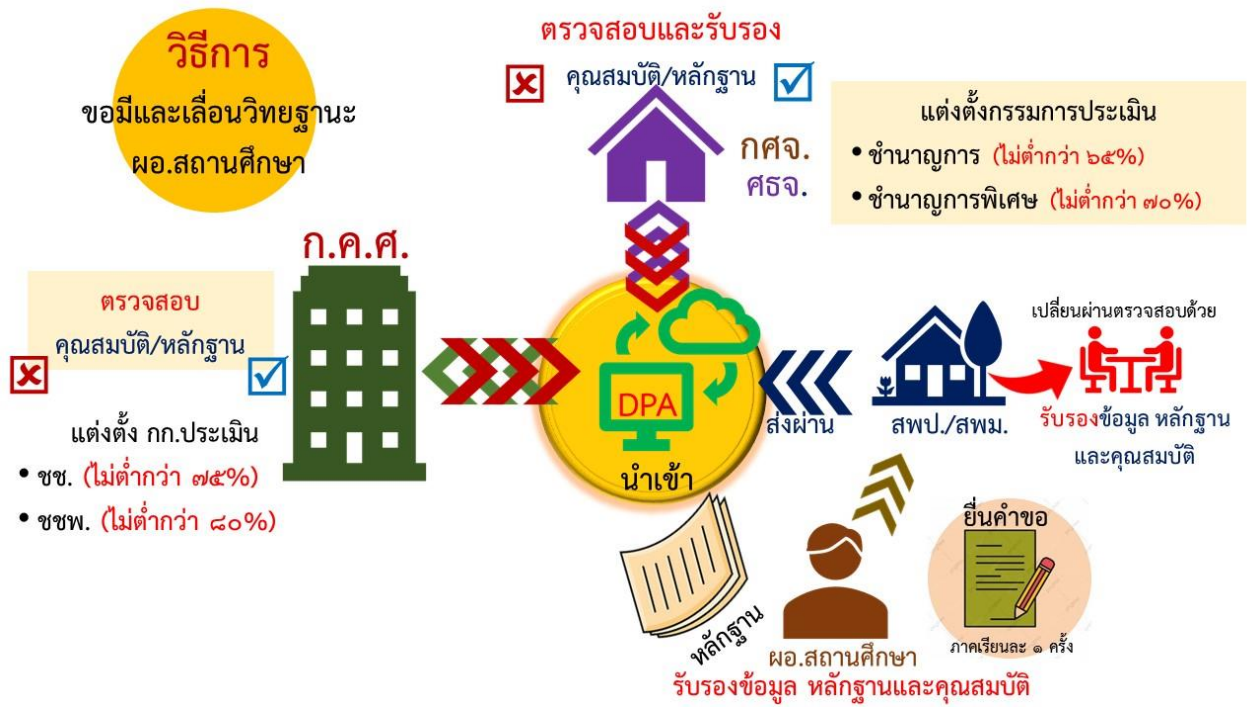 วิธีการ
ขอมีและเลื่อนวิทยฐานะ
ผอ.สถานศึกษา
ตรวจสอบและรับรอง
คุณสมบัติ/หลักฐาน
กศจ.
ศธจ.
แต่งตั้งกรรมการประเมิน
• ชำนาญการ (ไม่ต่ำกว่า ๖๕%)
• ชำนาญการพิเศษ (ไม่ต่ำกว่า ๗๐%)
ก.ค.ศ.
ตรวจสอบ
คุณสมบัติ/หลักฐาน
แต่งตั้ง กก.ประเมิน
• ชช. (ไม่ต่ำกว่า ๗๕%)
• ชชพ. (ไม่ต่ำกว่า ๘๐%)
DPA
นำเข้า
ส่งผ่าน
สพป./สพม.
เปลี่ยนผ่านตรวจสอบด้วย
รับรองข้อมูล หลักฐาน
และคุณสมบัติ
หลักฐาน
ยื่นคำขอ
ภาคเรียนละ ๑ ครั้ง
ผอ.สถานศึกษา
รับรองข้อมูล หลักฐานและคุณสมบัติ